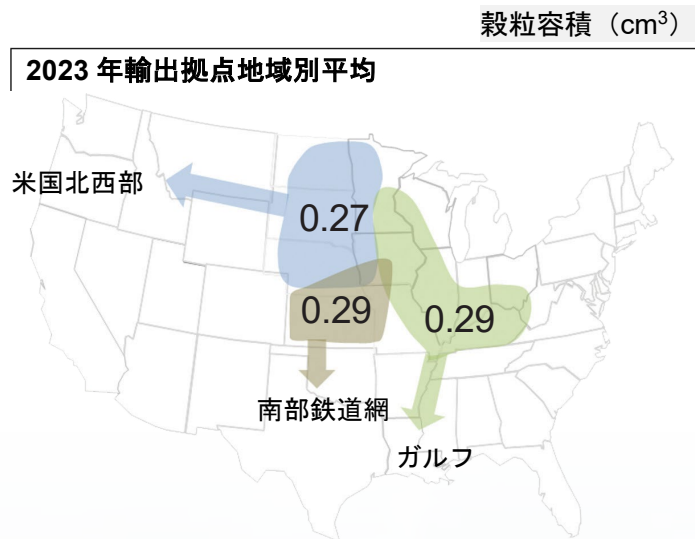 穀粒容積（cm³）
2023 年輸出拠点地域別平均
米国北西部
0.27
0.29
0.29
南部鉄道網
ガルフ